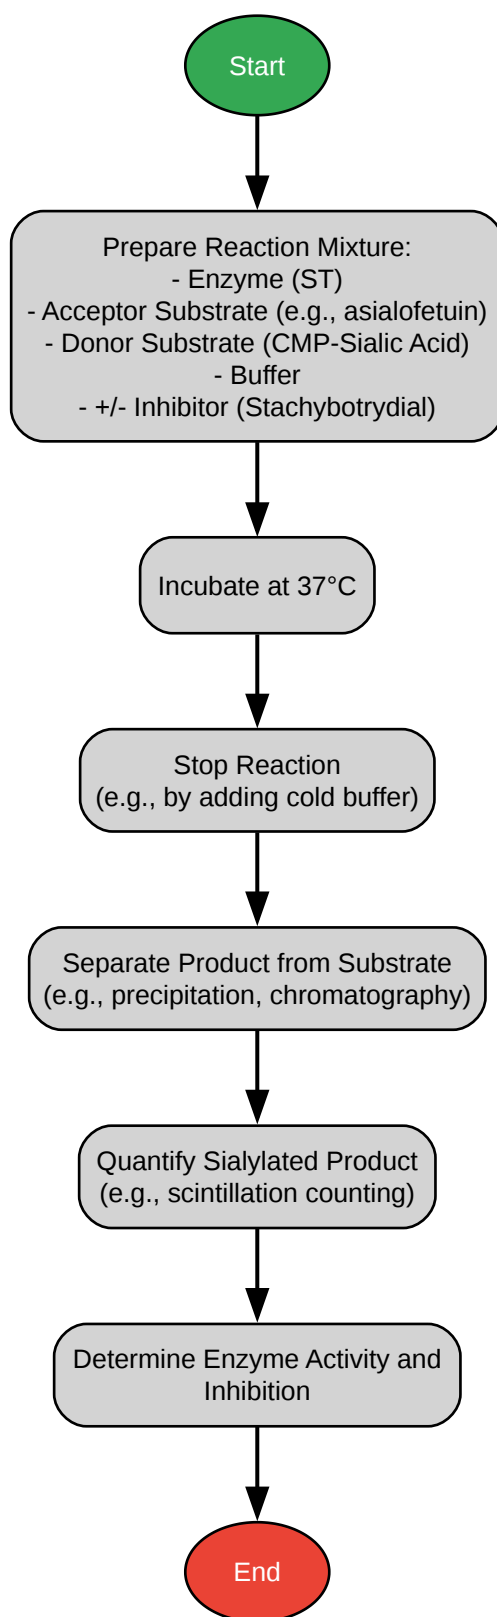 Start
Prepare Reaction Mixture:
- Enzyme (ST)
- Acceptor Substrate (e.g., asialofetuin)
- Donor Substrate (CMP-Sialic Acid)
- Buffer
- +/- Inhibitor (Stachybotrydial)
Incubate at 37°C
Stop Reaction
(e.g., by adding cold buffer)
Separate Product from Substrate
(e.g., precipitation, chromatography)
Quantify Sialylated Product
(e.g., scintillation counting)
Determine Enzyme Activity and
Inhibition
End